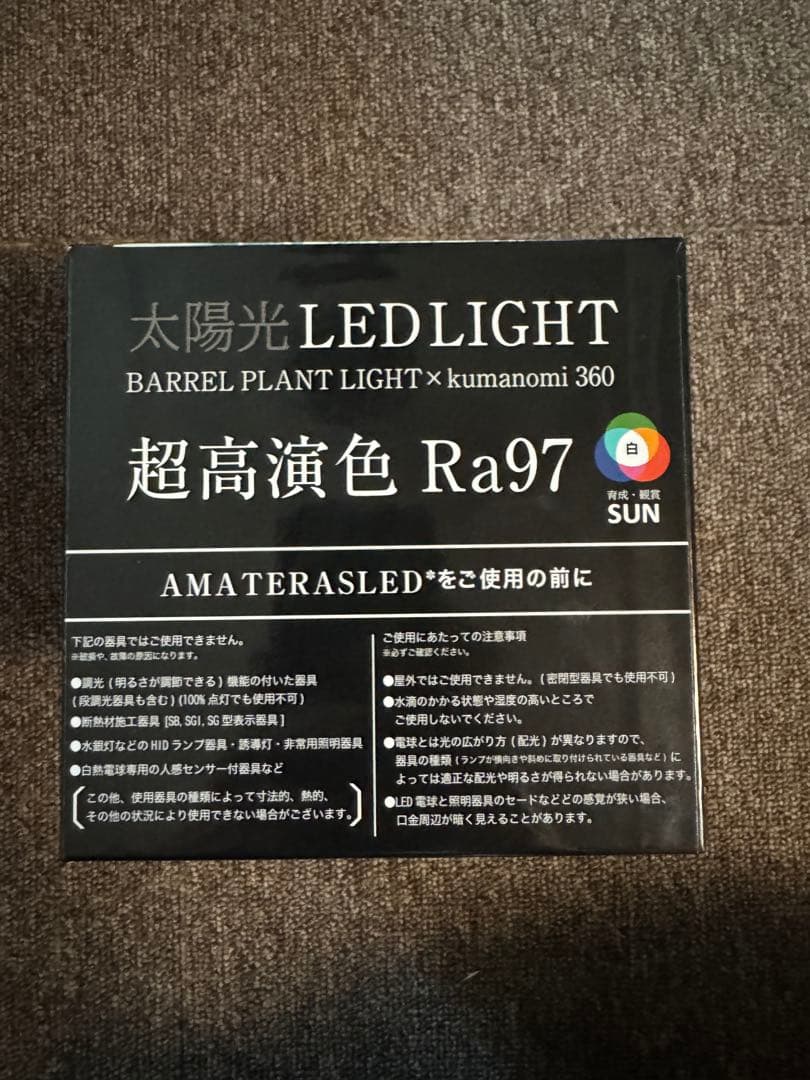 太陽光 LED LIGHT
BARREL PLANT LIGHT×kumanomi 360
超高演色 Ra97
白
育成・観賞
SUN
AMATERASLED*をご使用の前に
下記の器具ではご使用できません。
※破損や、故障の原因になります。
●調光(明るさが調節できる)機能の付いた器具
(段調光器具も含む)(100%点灯でも使用不可)
●断熱材施工器具[SB, SGI, SG 型表示器具]
●水銀灯などのHIDランプ器具・誘導灯・非常用照明器具
●白熱電球専用の人感センサー付器具など
この他、使用器具の種類によって寸法的、熱的、
その他の状況により使用できない場合がございます。
ご使用にあたっての注意事項
※必ずご確認ください。
●屋外ではご使用できません。(密閉型器具でも使用不可)
●水滴のかかる状態や湿度の高いところで
ご使用しないでください。
●電球とは光の広がり方(配光)が異なりますので、
器具の種類(ランプが横向きや斜めに取り付けられている器具など)に
よっては適正な配光や明るさが得られない場合があります。
●LED電球と照明器具のセードなどどの感覚が狭い場合、
口金周辺が暗く見えることがあります。